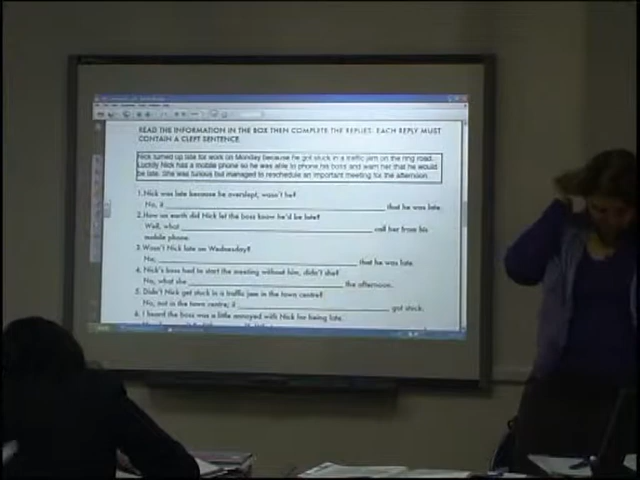 READ THE INFORMATION IN THE BOX THEN COMPLETE THE REPLIES. EACH REPLY MUST
CONTAIN A CLEFT SENTENCE.
Nick turned up late for work on Monday because he got stuck in a traffic jam on the ring road.
Luckily Nick has a mobile phone so he was able to phone his boss and warn her that he would
be late. She was furious but managed to reschedule an important meeting for the afternoon.
1. Nick was late because he overslept, wasn't he?
No, it ______ that he was late.
2. How on earth did Nick let the boss know he'd be late?
Well, what ______ call her from his
mobile phone.
3. Wasn't Nick late on Wednesday?
No, ______ that he was late.
4. Nick's boss had to start the meeting without him, didn't she?
No, what she ______ the afternoon.
5. Didn't Nick get stuck in a traffic jam in the town centre?
No, not in the town centre; it ______ got stuck.
6. I heard the boss was a little annoyed with Nick for being late.